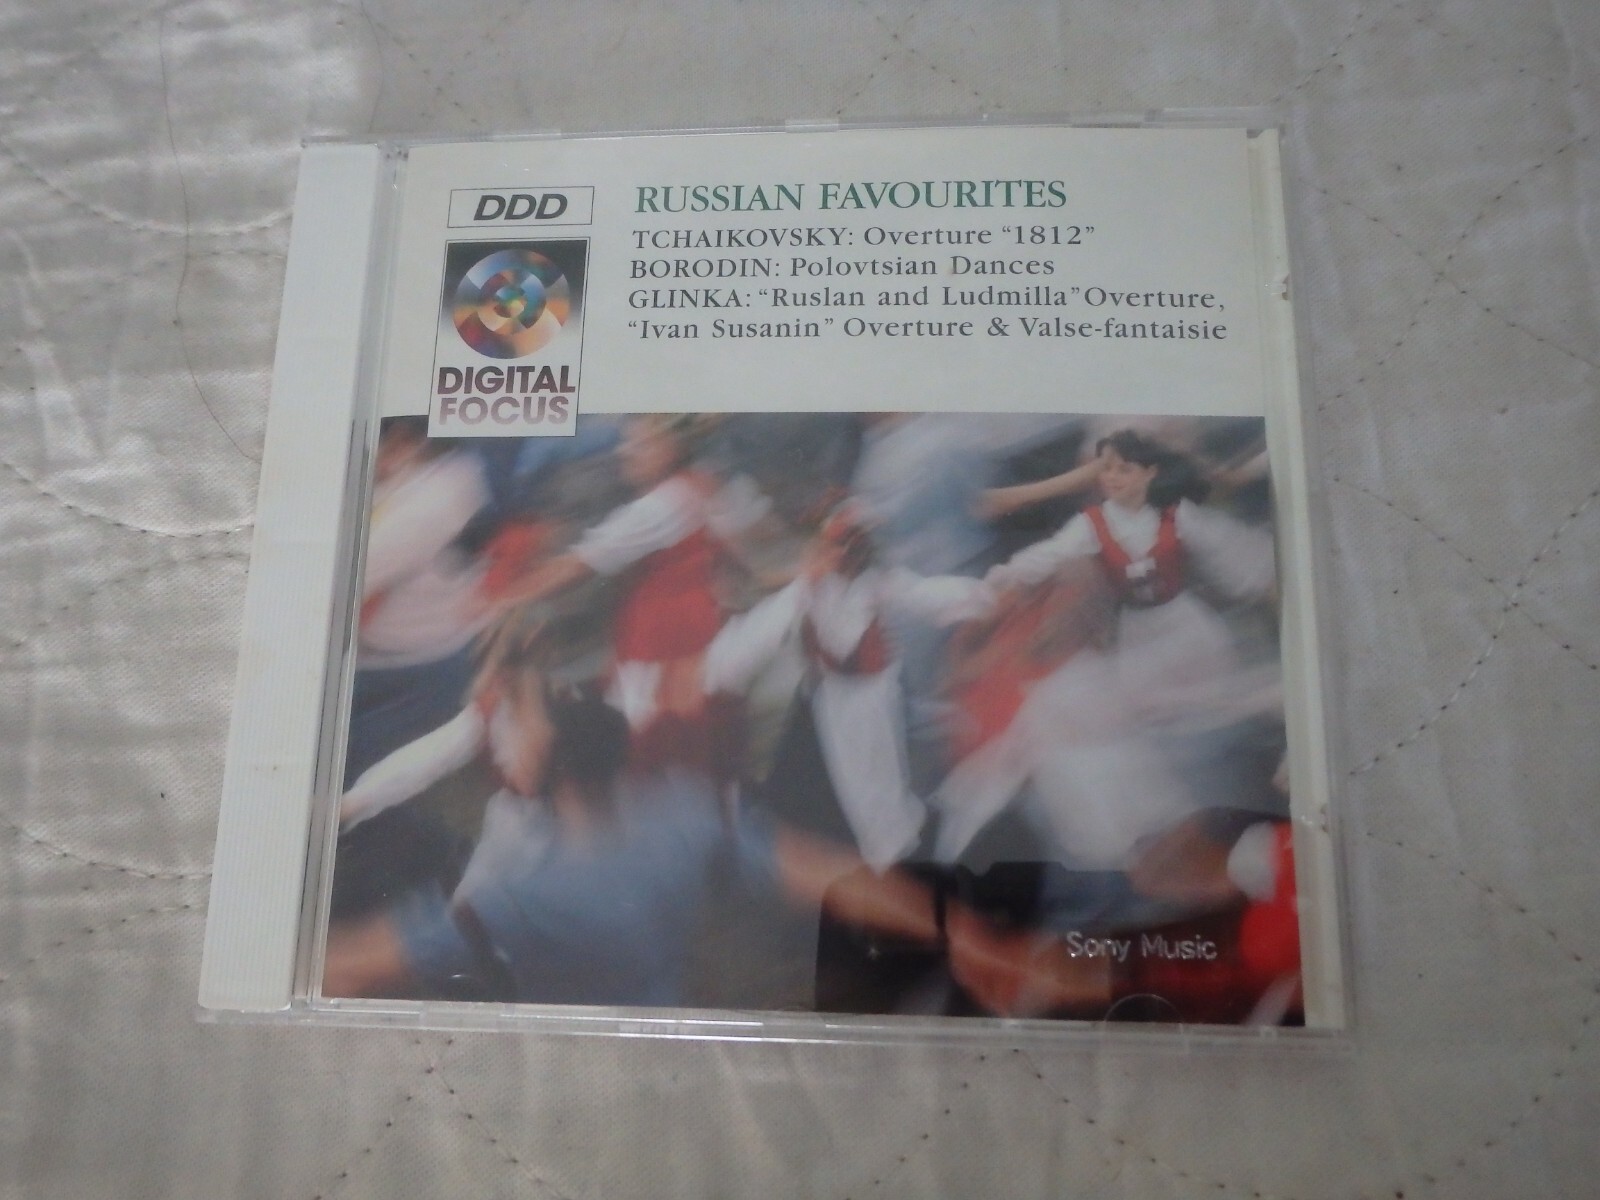 DDD
DIGITAL
FOCUS
RUSSIAN FAVOURITES
TCHAIKOVSKY: Overture “1812”
BORODIN: Polovtsian Dances
GLINKA: “Ruslan and Ludmilla” Overture,
“Ivan Susanin” Overture & Valse-fantaisie
Sony Music